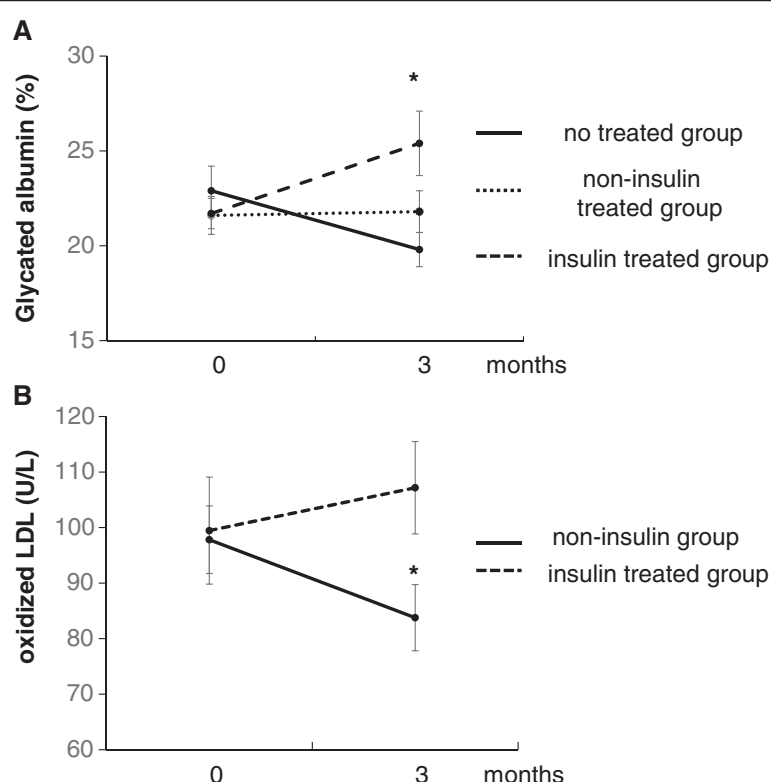 A
Glycated albumin (%)
30
25
20
15
*
0
3
months
no treated group
non-insulin
treated group
insulin treated group
B
oxidized LDL (U/L)
120
110
100
90
80
70
60
*
0
3
months
non-insulin group
insulin treated group